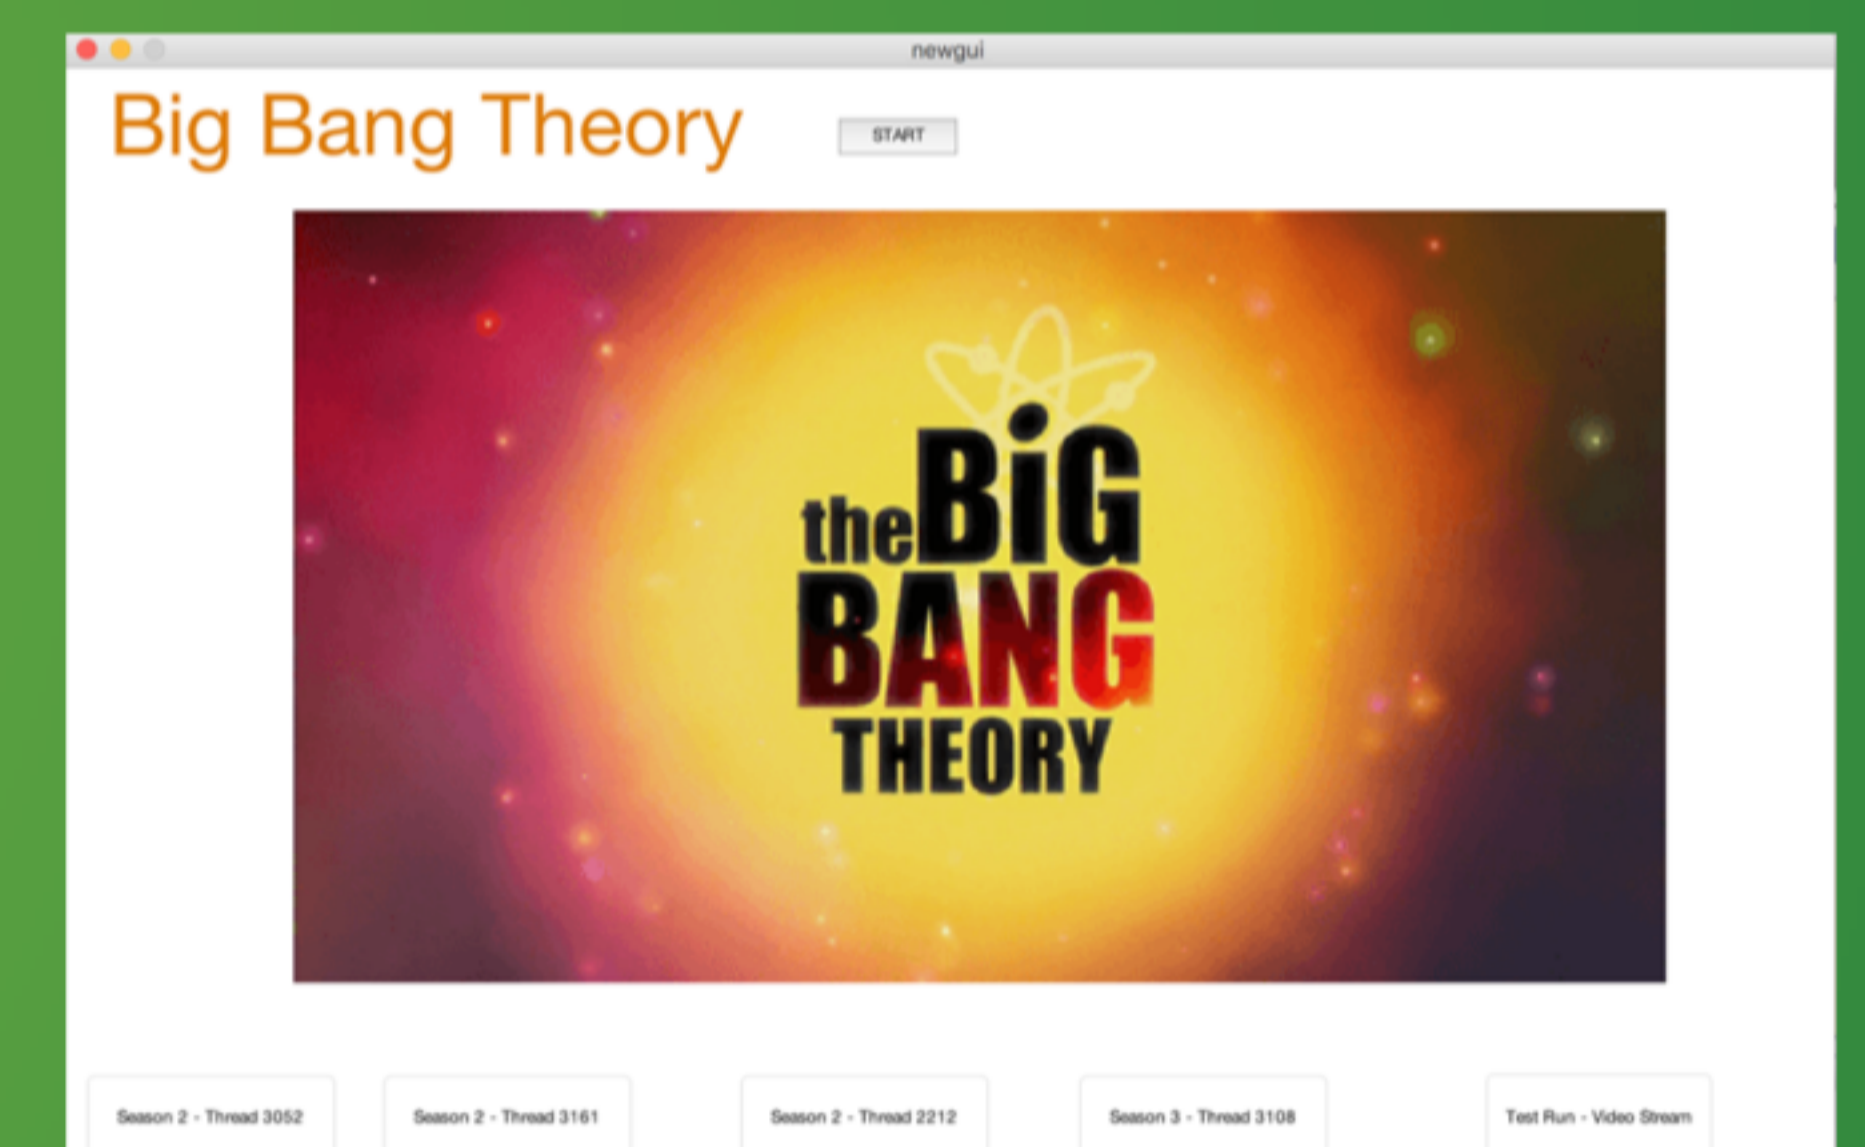 newgui
Big Bang Theory
START
the BiG
BANG
THEORY
Season 2 - Thread 3052
Season 2 - Thread 3161
Season 2 - Thread 2212
Season 3 - Thread 3108
Test Run - Video Stream